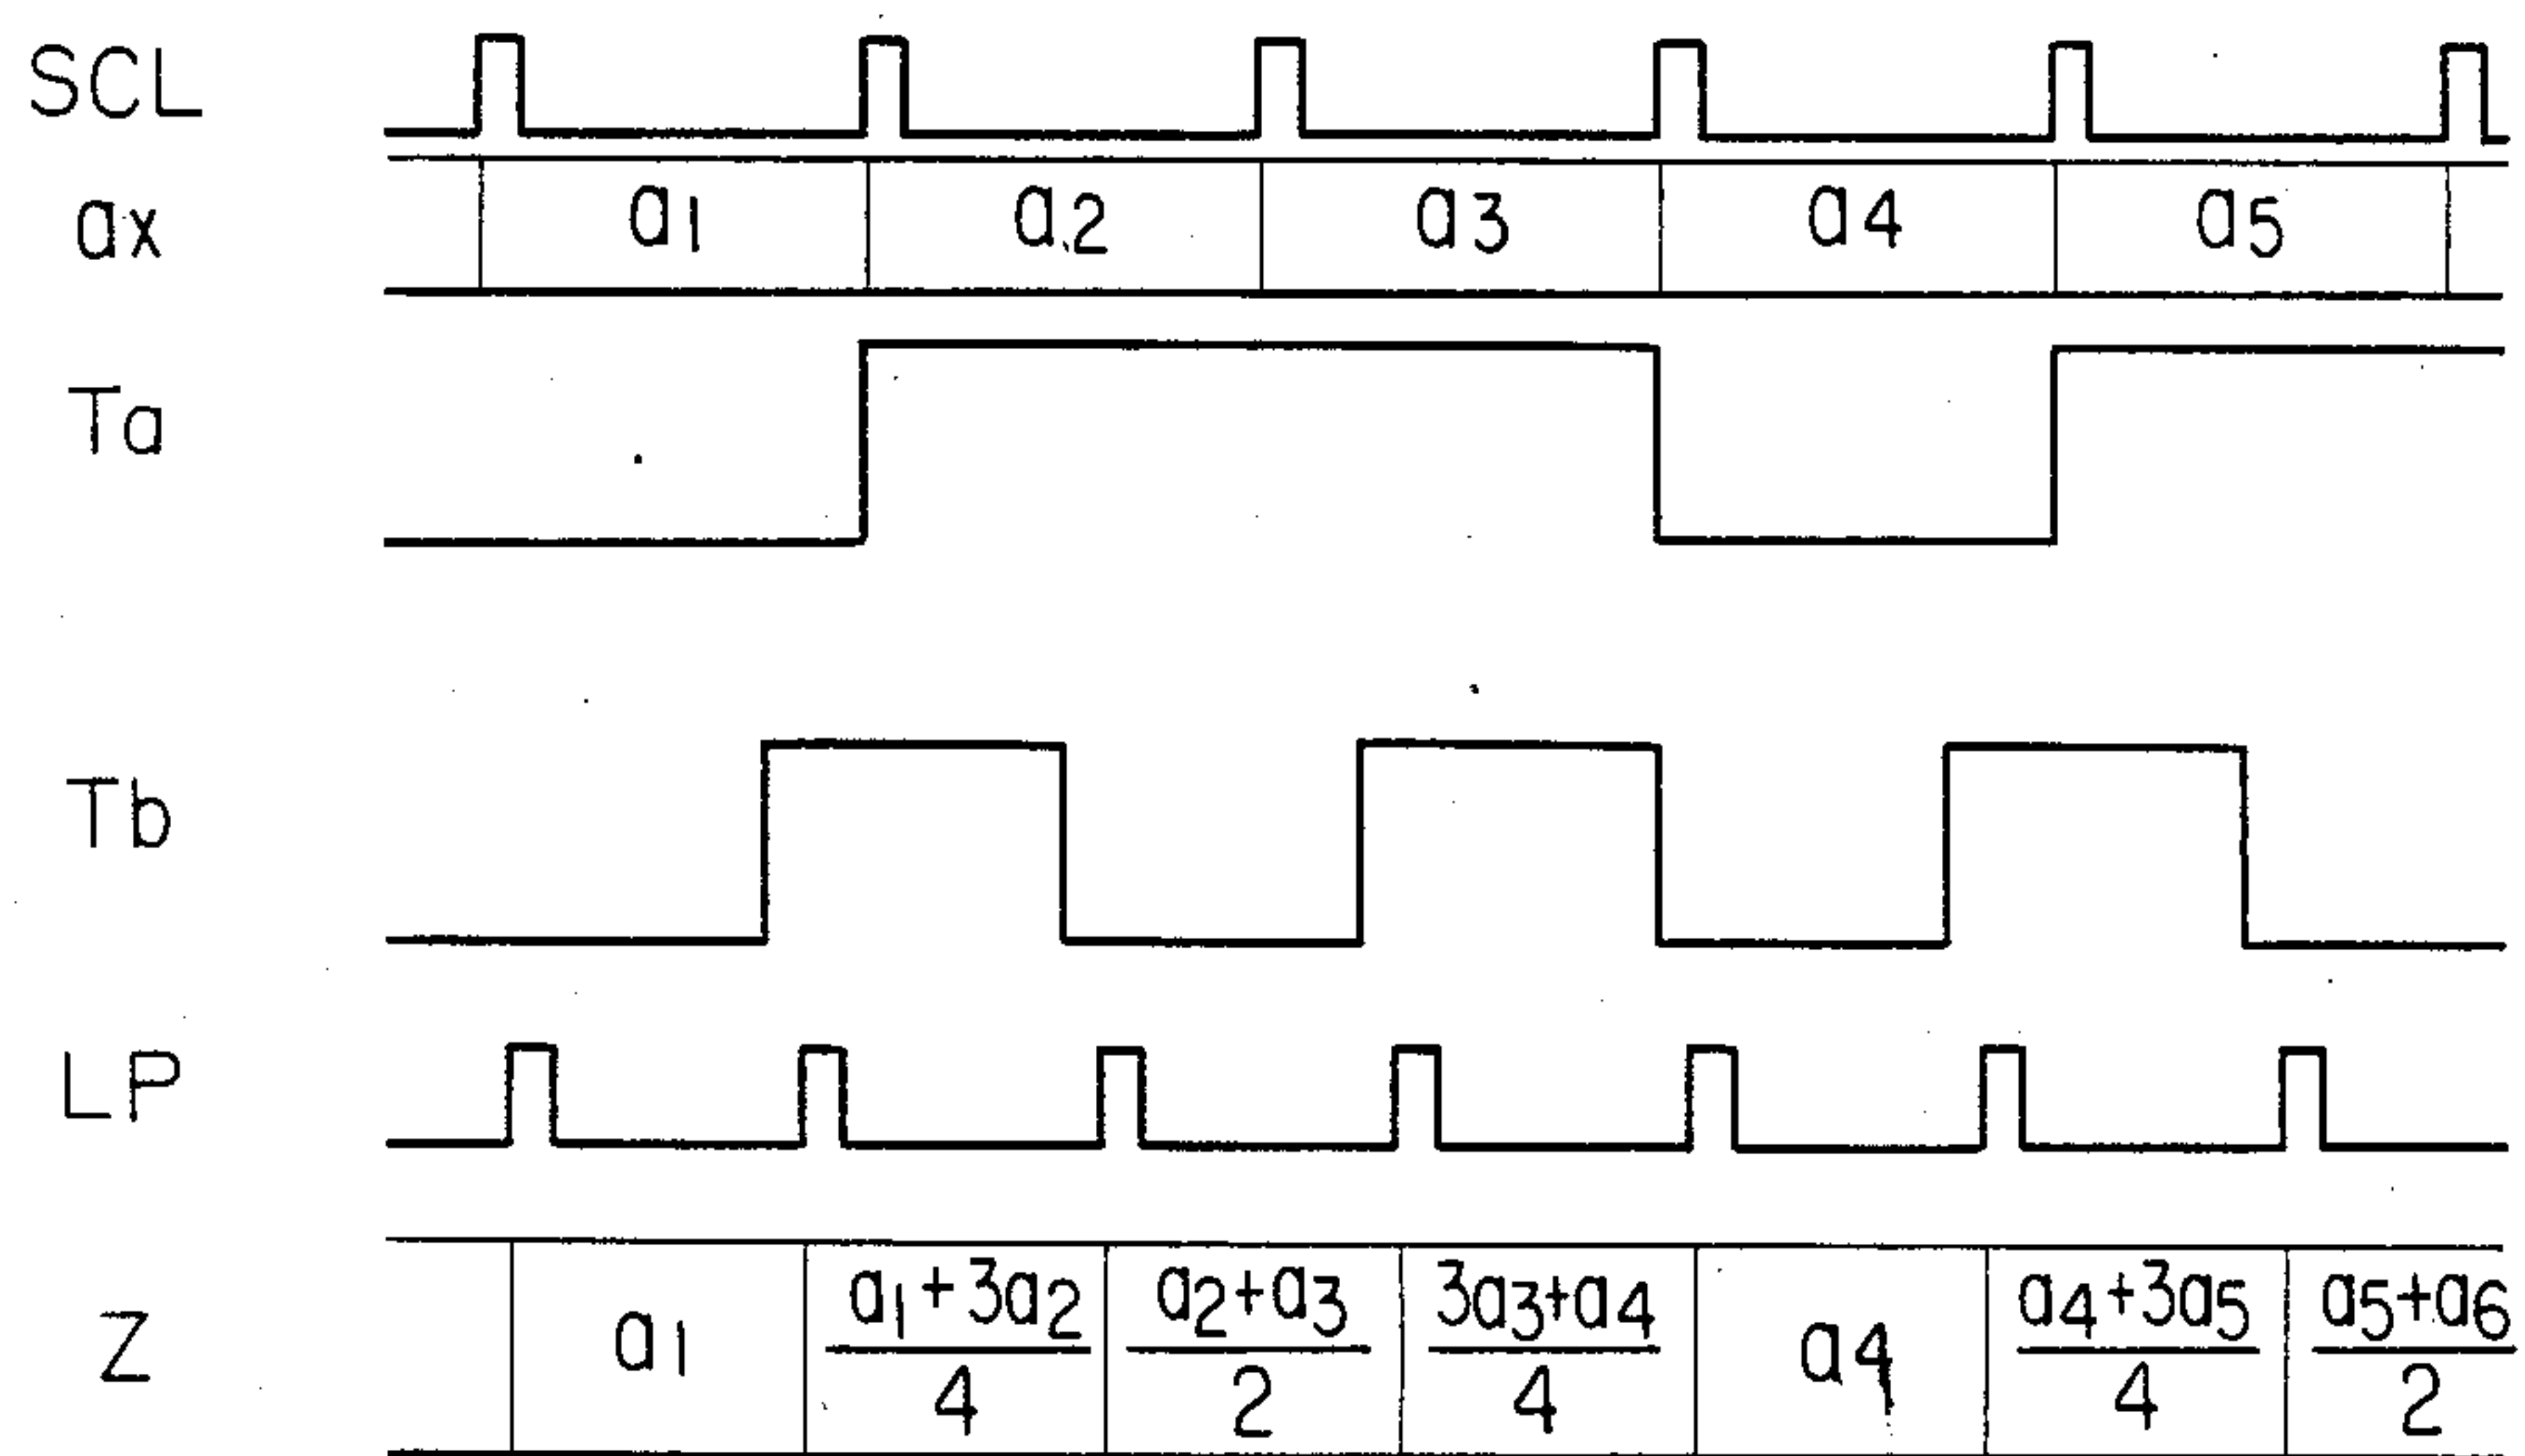 SCL
ax a1 a2 a3 a4 a5
Ta
Tb
LP
Z a1 a1+3a2/4 a2+a3/2 3a3+a4/4 a4 a4+3a5/4 a5+a6/2